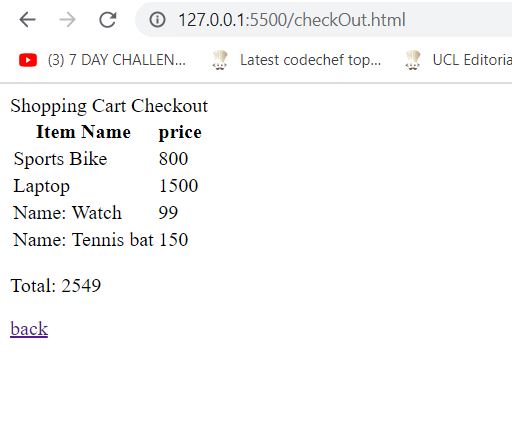 127.0.0.1:5500/checkOut.html
(3) 7 DAY CHALLEN... Latest codechef top... UCL Editoria
Shopping Cart Checkout
Item Name price
Sports Bike 800
Laptop 1500
Name: Watch 99
Name: Tennis bat 150
Total: 2549
back